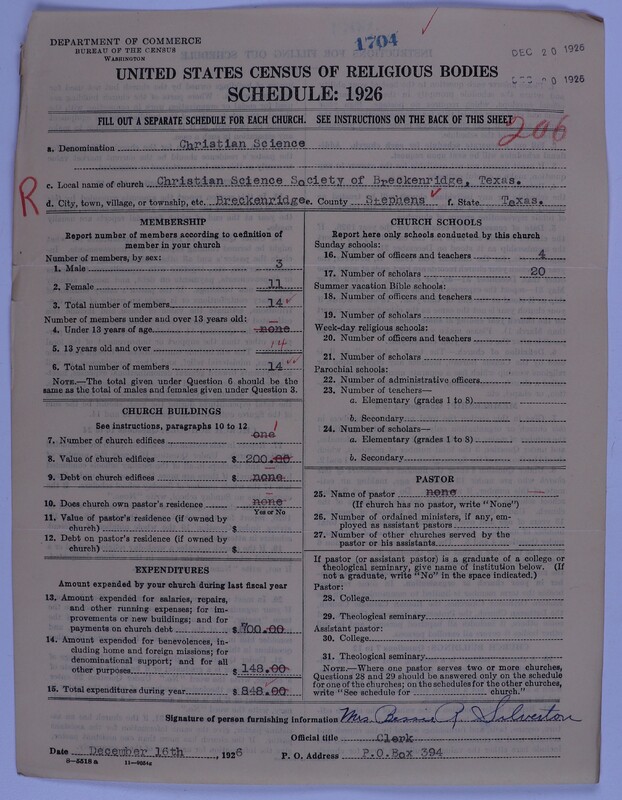 DEPARTMENT OF COMMERCE
BUREAU OF THE CENSUS
WASHINGTON
1704
DEC 20 1926
DEC 20 1926
UNITED STATES CENSUS OF RELIGIOUS BODIES
SCHEDULE: 1926
FILL OUT A SEPARATE SCHEDULE FOR EACH CHURCH. SEE INSTRUCTIONS ON THE BACK OF THIS SHEET
206
a. Denomination Christian Science
R
c. Local name of church Christian Science Society of Breckenridge, Texas.
d. City, town, village, or township, etc. Breckenridge e. County Stephens f. State Texas.
MEMBERSHIP
Report number of members according to definition of
member in your church
Number of members, by sex:
1. Male 3
2. Female 11
3. Total number of members 14
Number of members under and over 13 years old:
4. Under 13 years of age none
5. 13 years old and over 14
6. Total number of members 14
NOTE.—The total given under Question 6 should be the
same as the total of males and females given under Question 3.
CHURCH BUILDINGS
See instructions, paragraphs 10 to 12
7. Number of church edifices one 1
8. Value of church edifices $ 200.00
9. Debt on church edifices $ none
10. Does church own pastor's residence none
Yes or No
11. Value of pastor's residence (if owned by
church) $
12. Debt on pastor's residence (if owned by
church) $
EXPENDITURES
Amount expended by your church during last fiscal year
13. Amount expended for salaries, repairs,
and other running expenses; for im-
provements or new buildings; and for
payments on church debt $ 700.00
14. Amount expended for benevolences, in-
cluding home and foreign missions; for
denominational support; and for all
other purposes $ 148.00
15. Total expenditures during year $ 848.00
CHURCH SCHOOLS
Report here only schools conducted by this church
Sunday schools:
16. Number of officers and teachers 4
17. Number of scholars 20
Summer vacation Bible schools:
18. Number of officers and teachers
19. Number of scholars
Week-day religious schools:
20. Number of officers and teachers
21. Number of scholars
Parochial schools:
22. Number of administrative officers
23. Number of teachers—
a. Elementary (grades 1 to 8)
b. Secondary
24. Number of scholars—
a. Elementary (grades 1 to 8)
b. Secondary
PASTOR
25. Name of pastor none
(If church has no pastor, write "None")
26. Number of ordained ministers, if any, em-
ployed as assistant pastors
27. Number of other churches served by the
pastor or his assistants
If pastor (or assistant pastor) is a graduate of a college or
theological seminary, give name of institution below. (If
not a graduate, write "No" in the space indicated.)
Pastor:
28. College
29. Theological seminary
Assistant pastor:
30. College
31. Theological seminary
NOTE.—Where one pastor serves two or more churches,
Questions 28 and 29 should be answered only on the schedule
for one of the churches; on the schedules for the other churches,
write "See schedule for church."
Signature of person furnishing information Mrs. Bessie R. Silverton
Official title Clerk
Date December 16th, 1926 P. O. Address P.O.Box 394
8-5518 a